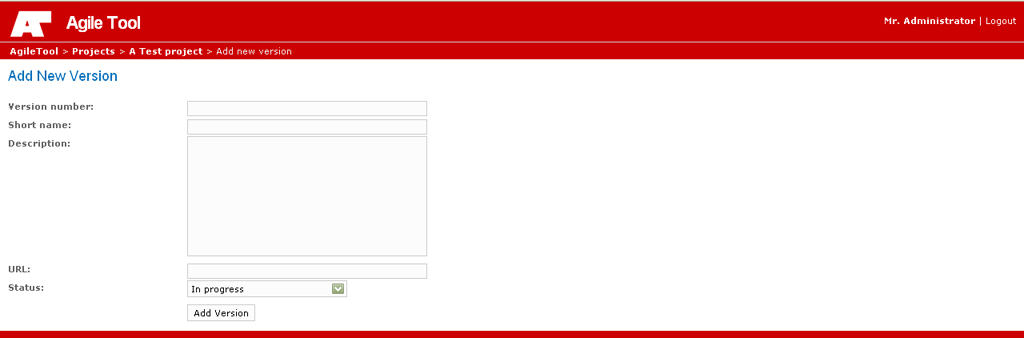 AT Agile Tool
Mr. Administrator | Logout
AgileTool > Projects > A Test project > Add new version
Add New Version
Version number:
Short name:
Description:
URL:
Status: In progress
Add Version